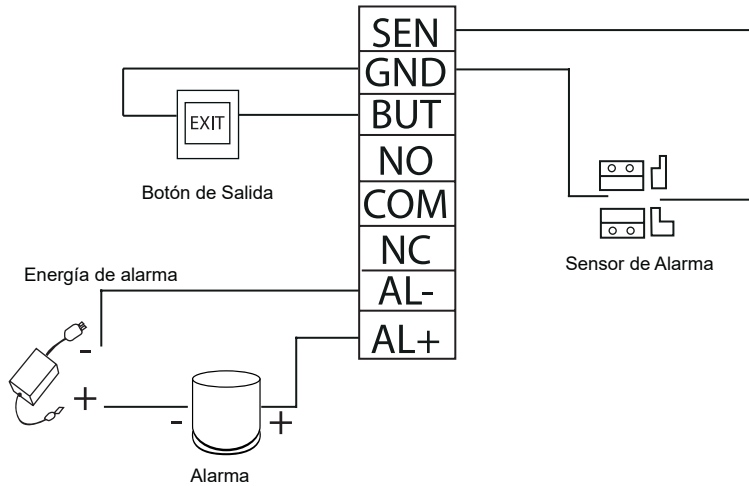 SEN
GND
BUT
NO
COM
NC
AL-
AL+
EXIT
Botón de Salida
Sensor de Alarma
Energía de alarma
-
+
- +
Alarma